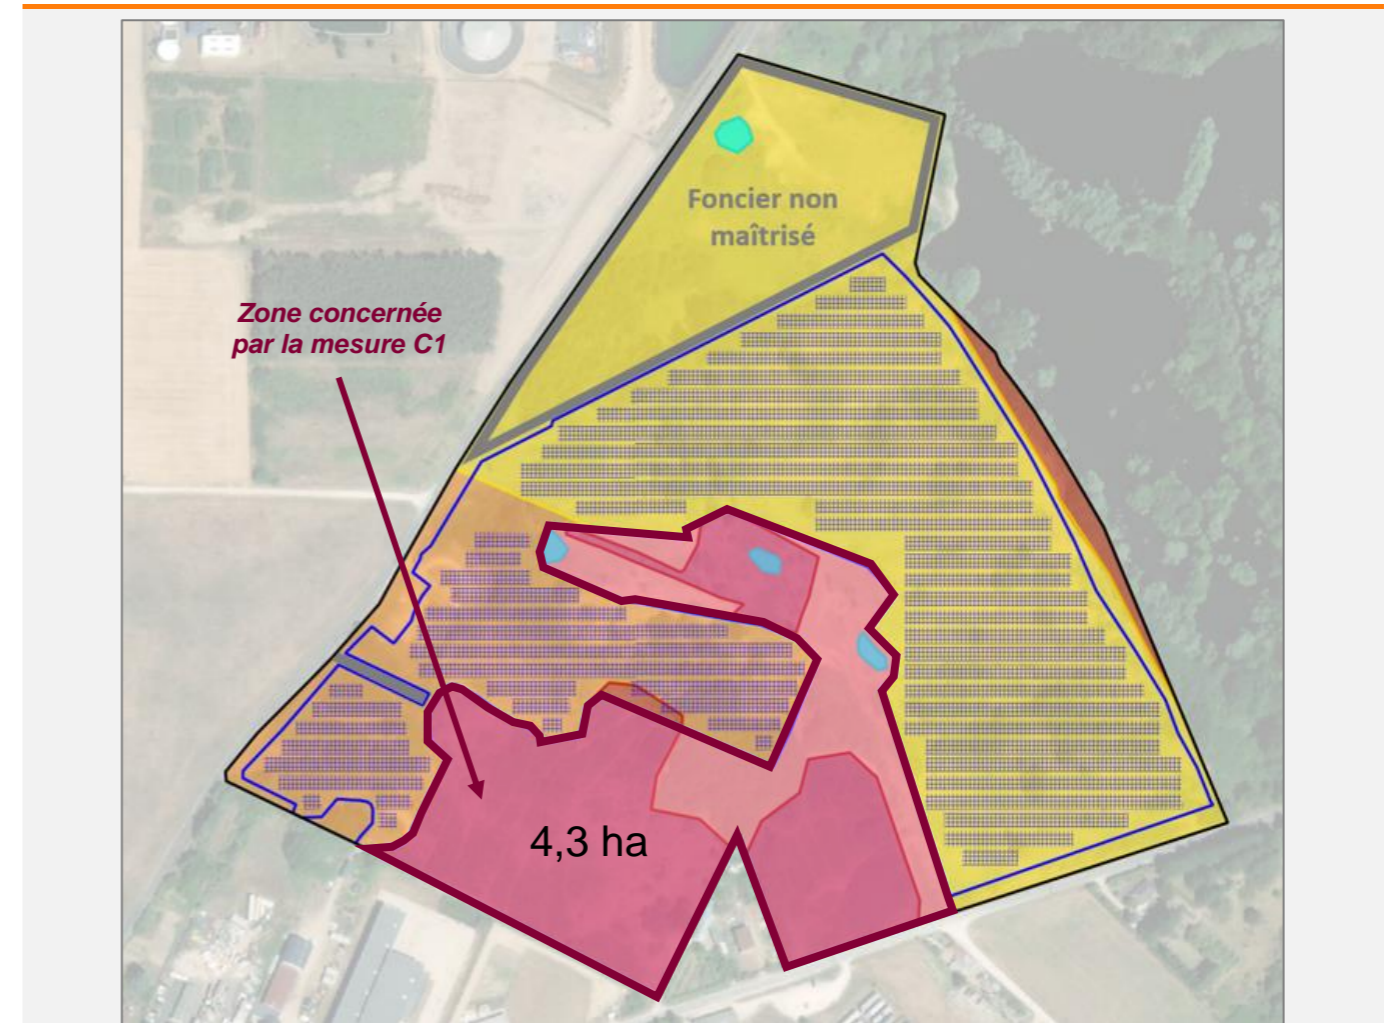 Foncier non
maîtrisé
Zone concernée
par la mesure C1
4,3 ha